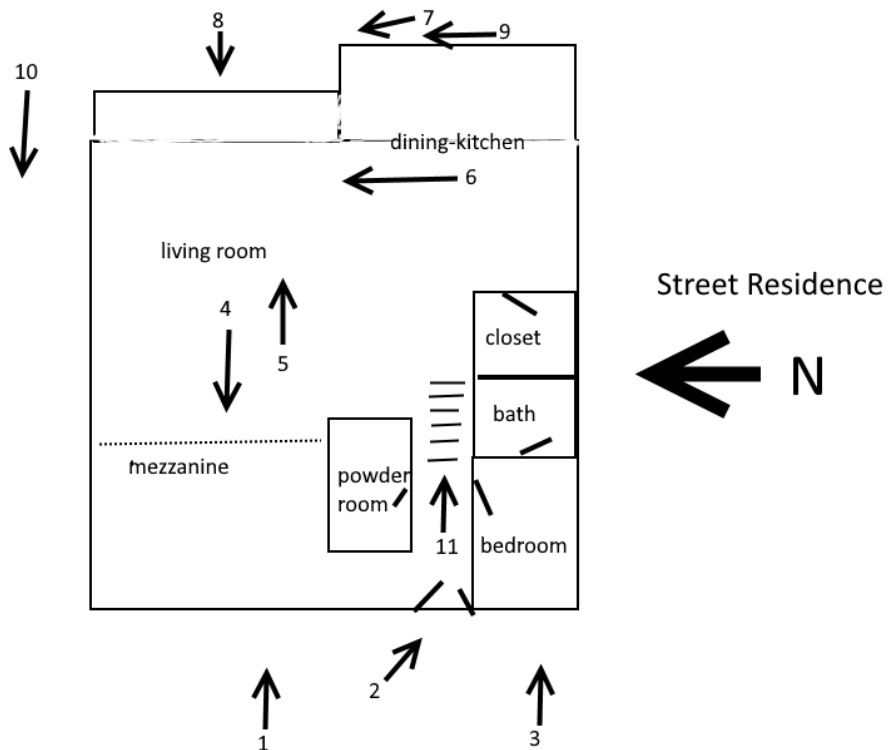 8
7
9
10
dining-kitchen
6
living room
Street Residence
4
5
closet
N
bath
mezzanine
powder
room
11
bedroom
2
1
3